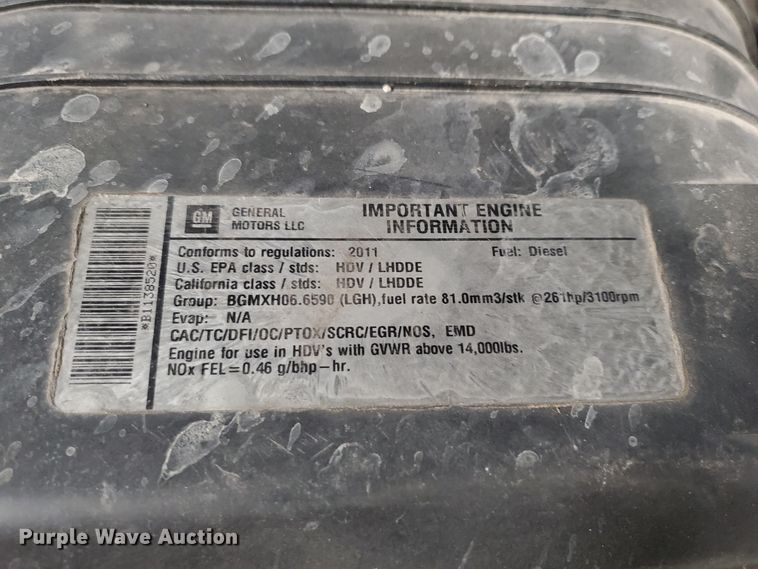 *B1138520*
GM GENERAL MOTORS LLC
IMPORTANT ENGINE
INFORMATION
Conforms to regulations: 2011 Fuel: Diesel
U.S. EPA class / stds: HDV / LHDDE
California class / stds: HDV / LHDDE
Group: BGMXH06.6590 (LGH),fuel rate 81.0mm3/stk @261hp/3100rpm
Evap: N/A
CAC/TC/DFI/OC/PTOX/SCRC/EGR/NOS, EMD
Engine for use in HDV's with GVWR above 14,000lbs.
NOx FEL=0.46 g/bhp-hr.
Purple Wave Auction